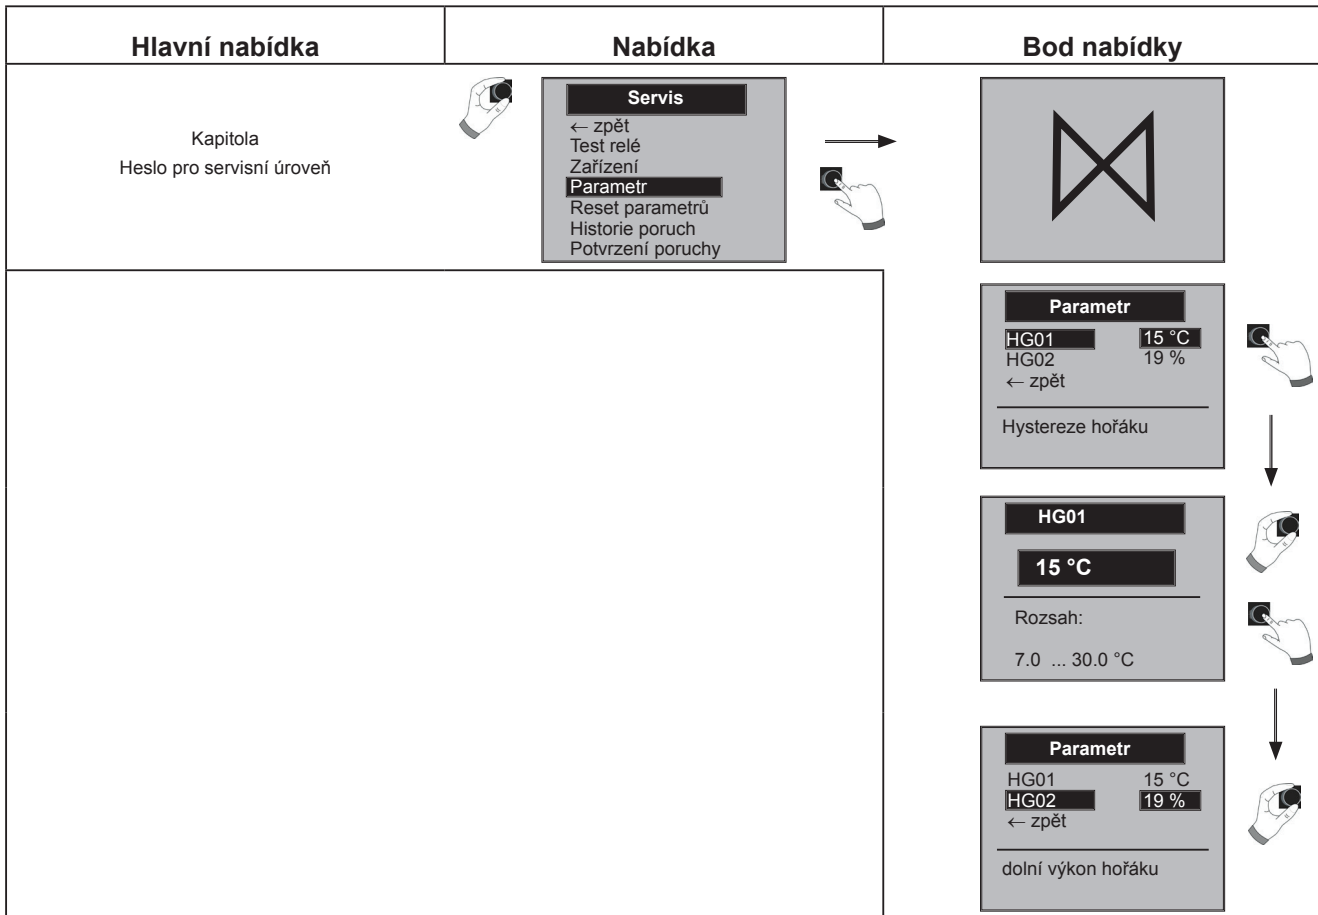 Hlavní nabídka
Nabídka
Bod nabídky
Kapitola
Heslo pro servisní úroveň
Servis
← zpět
Test relé
Zařízení
Parametr
Reset parametrů
Historie poruch
Potvrzení poruchy
Parametr
HG01 15 °C
HG02 19 %
← zpět
Hystereze hořáku
HG01
15 °C
Rozsah:
7.0 ... 30.0 °C
Parametr
HG01 15 °C
HG02 19 %
← zpět
dolní výkon hořáku